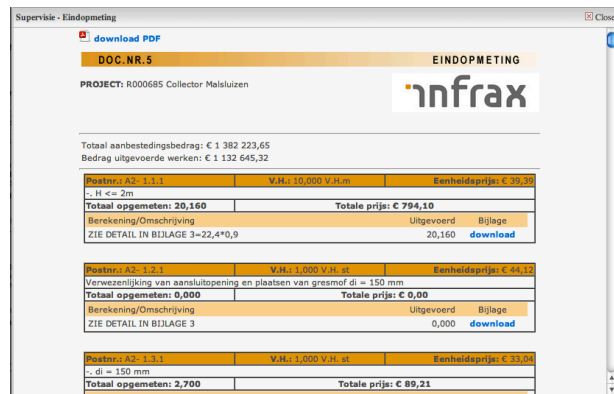 Supervisie - Eindopmeting
Close
download PDF
DOC.NR.5 EINDOPMETING
PROJECT: R000685 Collector Malsluizen
infrax
Totaal aanbestedingsbedrag: € 1 382 223,65
Bedrag uitgevoerde werken: € 1 132 645,32
Postnr.: A2- 1.1.1 V.H.: 10,000 V.H.m Eenheidsprijs: € 39,39
-. H <= 2m
Totaal opgemeten: 20,160 Totale prijs: € 794,10
Berekening/Omschrijving Uitgevoerd Bijlage
ZIE DETAIL IN BIJLAGE 3=22,4*0,9 20,160 download
Postnr.: A2- 1.2.1 V.H.: 1,000 V.H. st Eenheidsprijs: € 44,12
Verwezenlijking van aansluitopening en plaatsen van gresmof di = 150 mm
Totaal opgemeten: 0,000 Totale prijs: € 0,00
Berekening/Omschrijving Uitgevoerd Bijlage
ZIE DETAIL IN BIJLAGE 3 0,000 download
Postnr.: A2- 1.3.1 V.H.: 1,000 V.H. st Eenheidsprijs: € 33,04
-. di = 150 mm
Totaal opgemeten: 2,700 Totale prijs: € 89,21